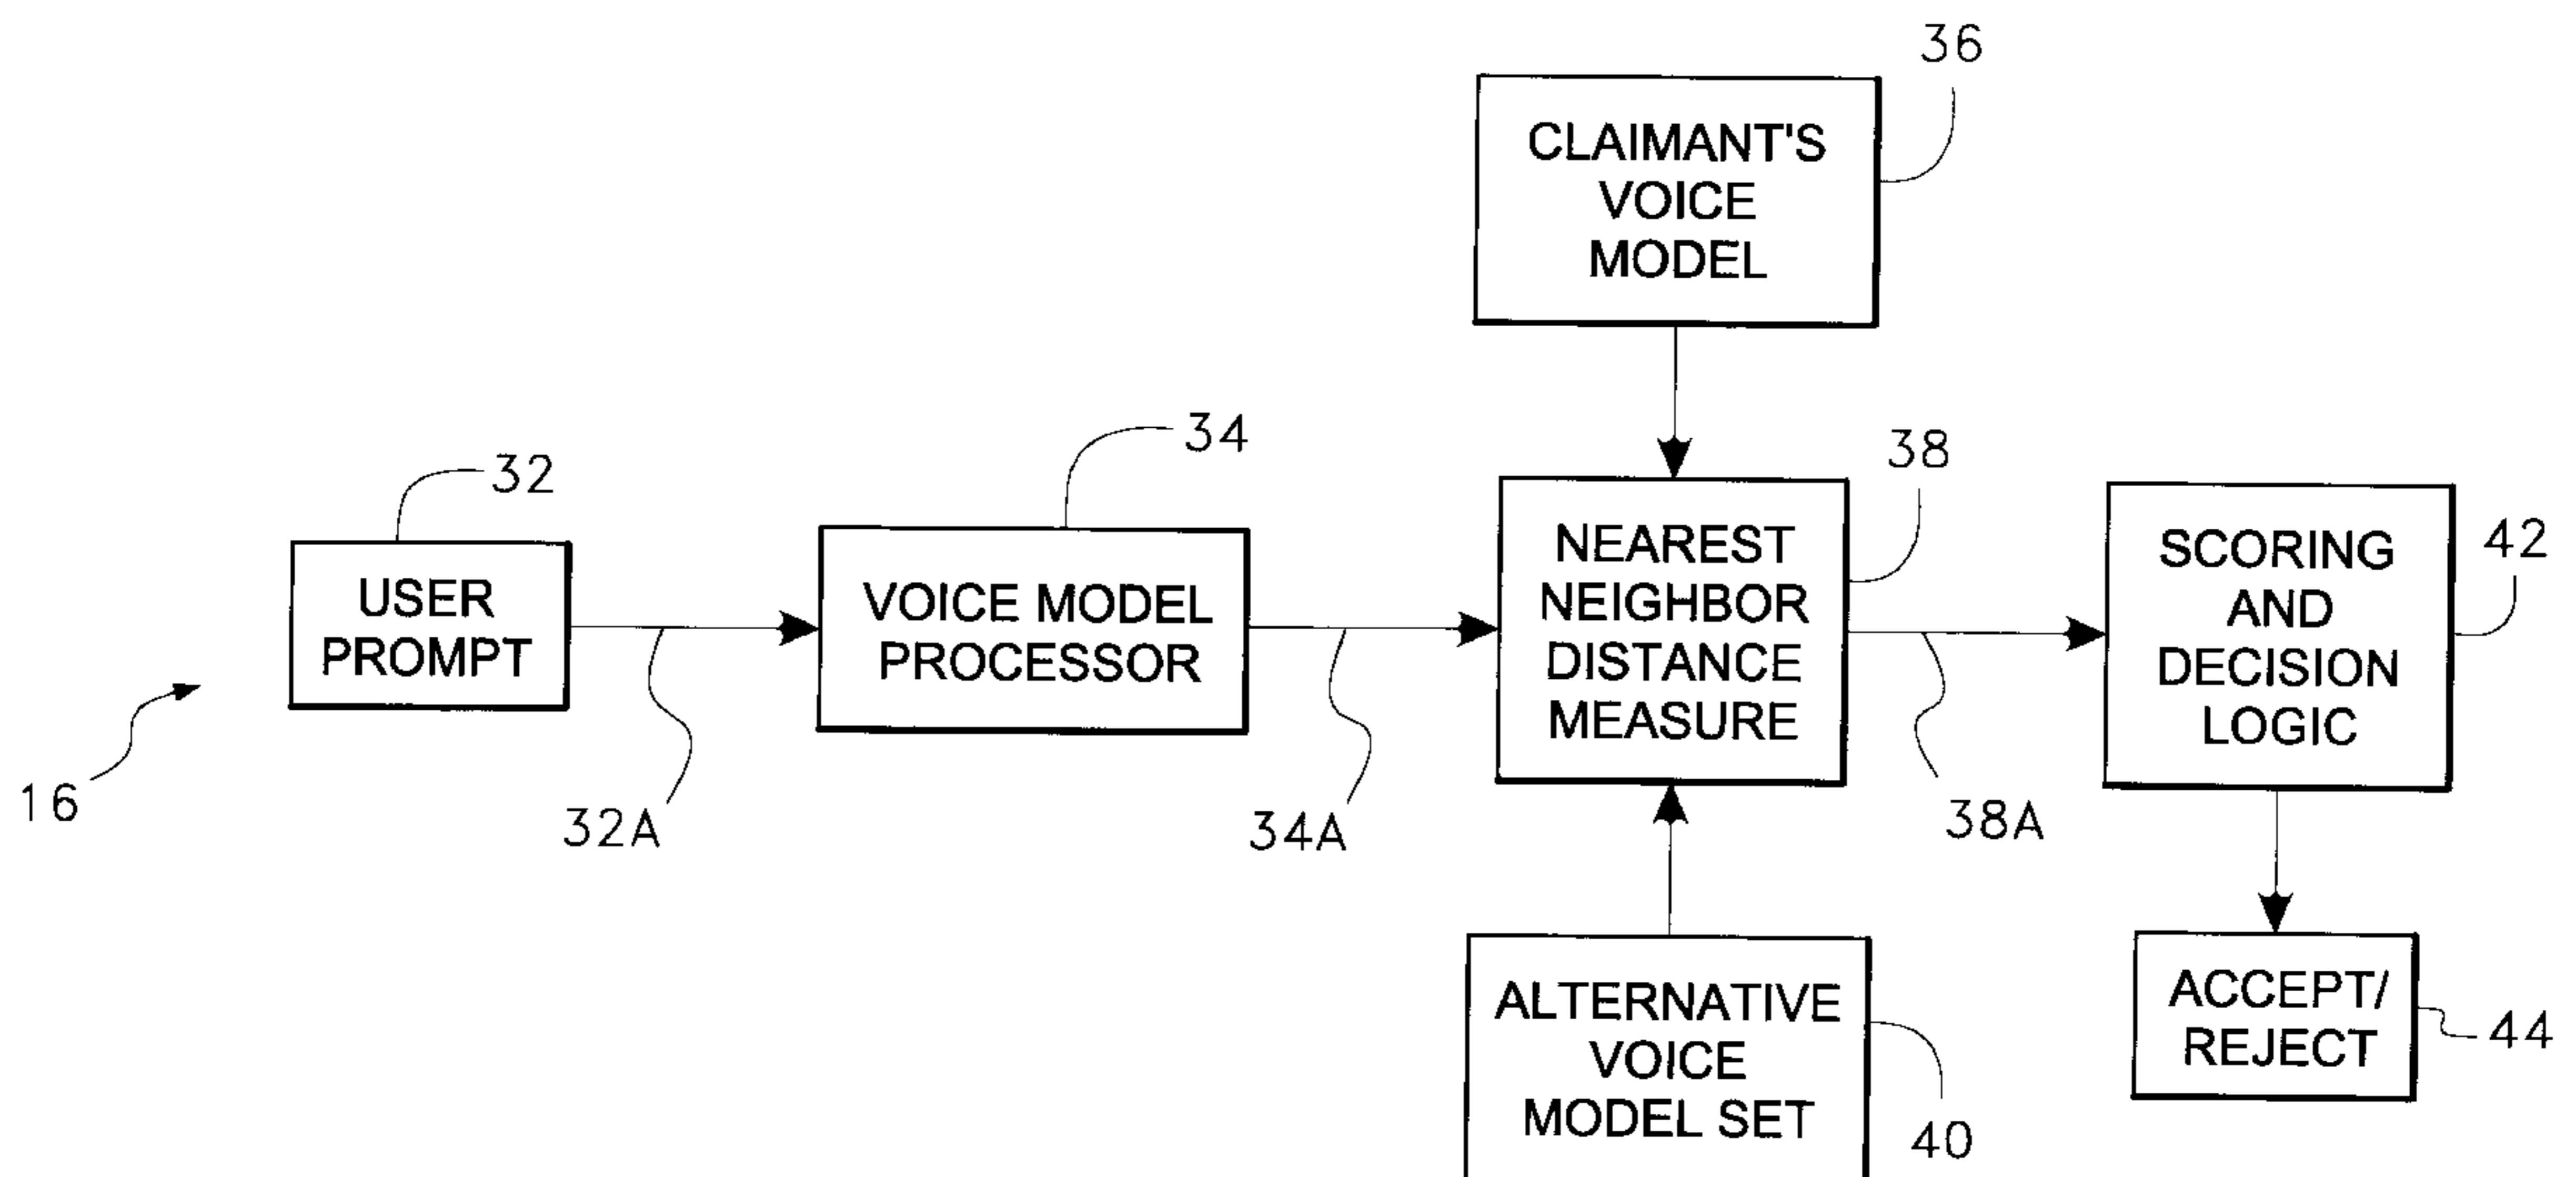 36
CLAIMANT'S
VOICE
MODEL
34
38
32
42
USER
PROMPT
VOICE MODEL
PROCESSOR
NEAREST
NEIGHBOR
DISTANCE
MEASURE
SCORING
AND
DECISION
LOGIC
16
32A
34A
38A
ALTERNATIVE
VOICE
MODEL SET
40
ACCEPT/
REJECT
44